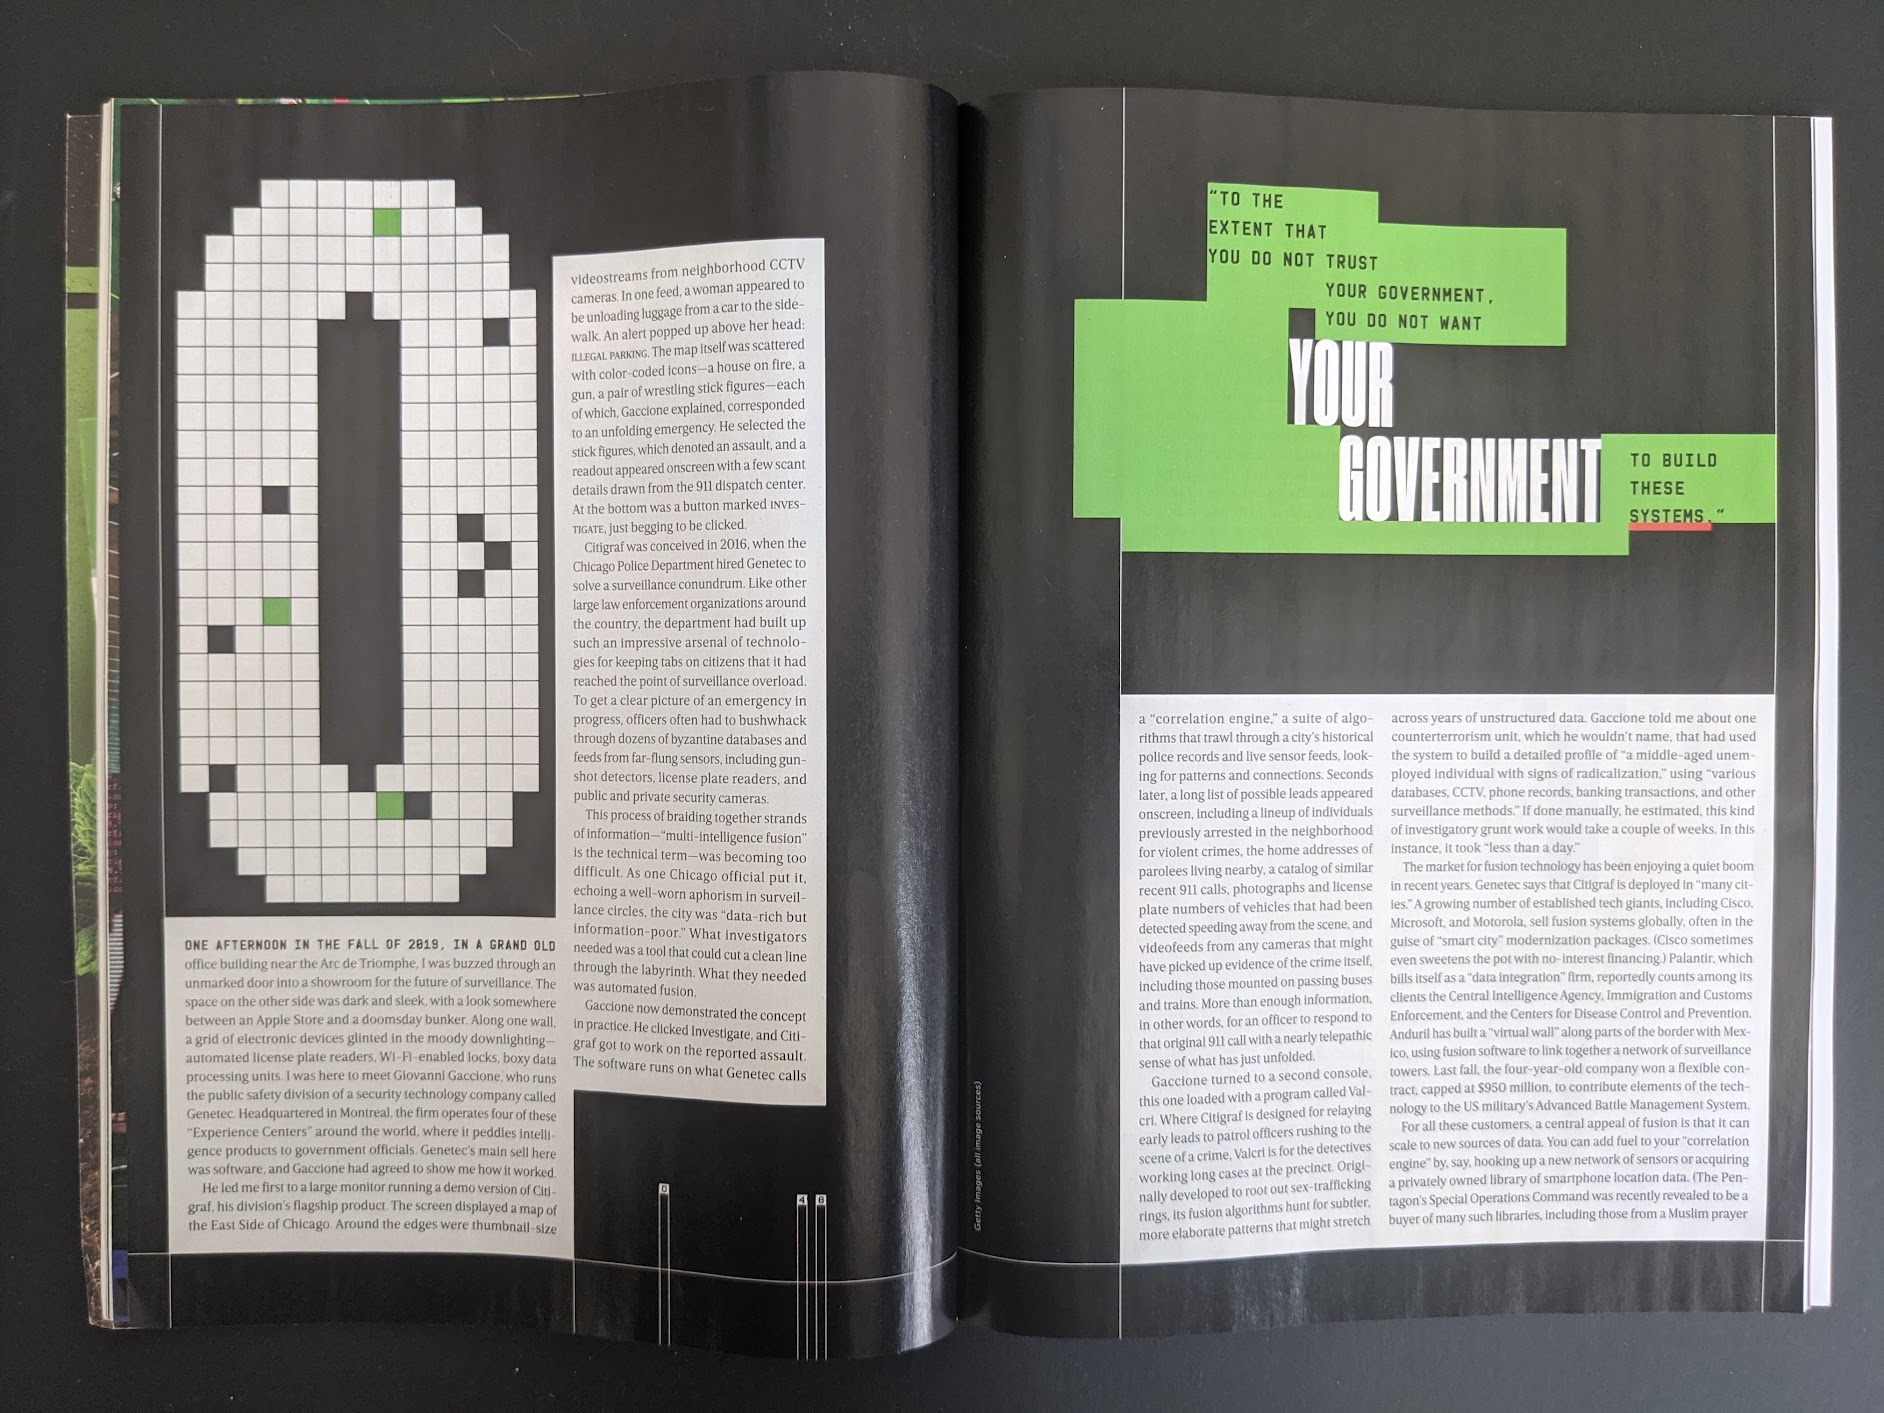 ONE AFTERNOON IN THE FALL OF 2019, IN A GRAND OLD
office building near the Arc de Triomphe, I was buzzed through an
unmarked door into a showroom for the future of surveillance. The
space on the other side was dark and sleek, with a look somewhere
between an Apple Store and a doomsday bunker. Along one wall,
a grid of electronic devices glinted in the moody downlighting—
automated license plate readers, Wi-Fi-enabled locks, boxy data
processing units. I was here to meet Giovanni Gaccione, who runs
the public safety division of a security technology company called
Genetec. Headquartered in Montreal, the firm operates four of these
“Experience Centers” around the world, where it peddles intelli-
gence products to government officials. Genetec’s main sell here
was software, and Gaccione had agreed to show me how it worked.
He led me first to a large monitor running a demo version of Citi-
graf, his division’s flagship product. The screen displayed a map of
the East Side of Chicago. Around the edges were thumbnail-size
videostreams from neighborhood CCTV
cameras. In one feed, a woman appeared to
be unloading luggage from a car to the side-
walk. An alert popped up above her head:
ILLEGAL PARKING. The map itself was scattered
with color-coded icons—a house on fire, a
gun, a pair of wrestling stick figures—each
of which, Gaccione explained, corresponded
to an unfolding emergency. He selected the
stick figures, which denoted an assault, and a
readout appeared onscreen with a few scant
details drawn from the 911 dispatch center.
At the bottom was a button marked INVES-
TIGATE, just begging to be clicked.
Citigraf was conceived in 2016, when the
Chicago Police Department hired Genetec to
solve a surveillance conundrum. Like other
large law enforcement organizations around
the country, the department had built up
such an impressive arsenal of technolo-
gies for keeping tabs on citizens that it had
reached the point of surveillance overload.
To get a clear picture of an emergency in
progress, officers often had to bushwhack
through dozens of byzantine databases and
feeds from far-flung sensors, including gun-
shot detectors, license plate readers, and
public and private security cameras.
This process of braiding together strands
of information—“multi-intelligence fusion”
is the technical term—was becoming too
difficult. As one Chicago official put it,
echoing a well-worn aphorism in surveil-
lance circles, the city was “data-rich but
information-poor.” What investigators
needed was a tool that could cut a clean line
through the labyrinth. What they needed
was automated fusion.
Gaccione now demonstrated the concept
in practice. He clicked Investigate, and Citi-
graf got to work on the reported assault.
The software runs on what Genetec calls
0
4
8
Getty Images (all image sources)
“TO THE
EXTENT THAT
YOU DO NOT TRUST
YOUR GOVERNMENT,
YOU DO NOT WANT
YOUR
GOVERNMENT
TO BUILD
THESE
SYSTEMS.”
a “correlation engine,” a suite of algo-
rithms that trawl through a city’s historical
police records and live sensor feeds, look-
ing for patterns and connections. Seconds
later, a long list of possible leads appeared
onscreen, including a lineup of individuals
previously arrested in the neighborhood
for violent crimes, the home addresses of
parolees living nearby, a catalog of similar
recent 911 calls, photographs and license
plate numbers of vehicles that had been
detected speeding away from the scene, and
videofeeds from any cameras that might
have picked up evidence of the crime itself,
including those mounted on passing buses
and trains. More than enough information,
in other words, for an officer to respond to
that original 911 call with a nearly telepathic
sense of what has just unfolded.
Gaccione turned to a second console,
this one loaded with a program called Val-
cri. Where Citigraf is designed for relaying
early leads to patrol officers rushing to the
scene of a crime, Valcri is for the detectives
working long cases at the precinct. Origi-
nally developed to root out sex-trafficking
rings, its fusion algorithms hunt for subtler,
more elaborate patterns that might stretch
across years of unstructured data. Gaccione told me about one
counterterrorism unit, which he wouldn’t name, that had used
the system to build a detailed profile of “a middle-aged unem-
ployed individual with signs of radicalization,” using “various
databases, CCTV, phone records, banking transactions, and other
surveillance methods.” If done manually, he estimated, this kind
of investigatory grunt work would take a couple of weeks. In this
instance, it took “less than a day.”
The market for fusion technology has been enjoying a quiet boom
in recent years. Genetec says that Citigraf is deployed in “many cit-
ies.” A growing number of established tech giants, including Cisco,
Microsoft, and Motorola, sell fusion systems globally, often in the
guise of “smart city” modernization packages. (Cisco sometimes
even sweetens the pot with no-interest financing.) Palantir, which
bills itself as a “data integration” firm, reportedly counts among its
clients the Central Intelligence Agency, Immigration and Customs
Enforcement, and the Centers for Disease Control and Prevention.
Anduril has built a “virtual wall” along parts of the border with Mex-
ico, using fusion software to link together a network of surveillance
towers. Last fall, the four-year-old company won a flexible con-
tract, capped at $950 million, to contribute elements of the tech-
nology to the US military’s Advanced Battle Management System.
For all these customers, a central appeal of fusion is that it can
scale to new sources of data. You can add fuel to your “correlation
engine” by, say, hooking up a new network of sensors or acquiring
a privately owned library of smartphone location data. (The Pen-
tagon’s Special Operations Command was recently revealed to be a
buyer of many such libraries, including those from a Muslim prayer